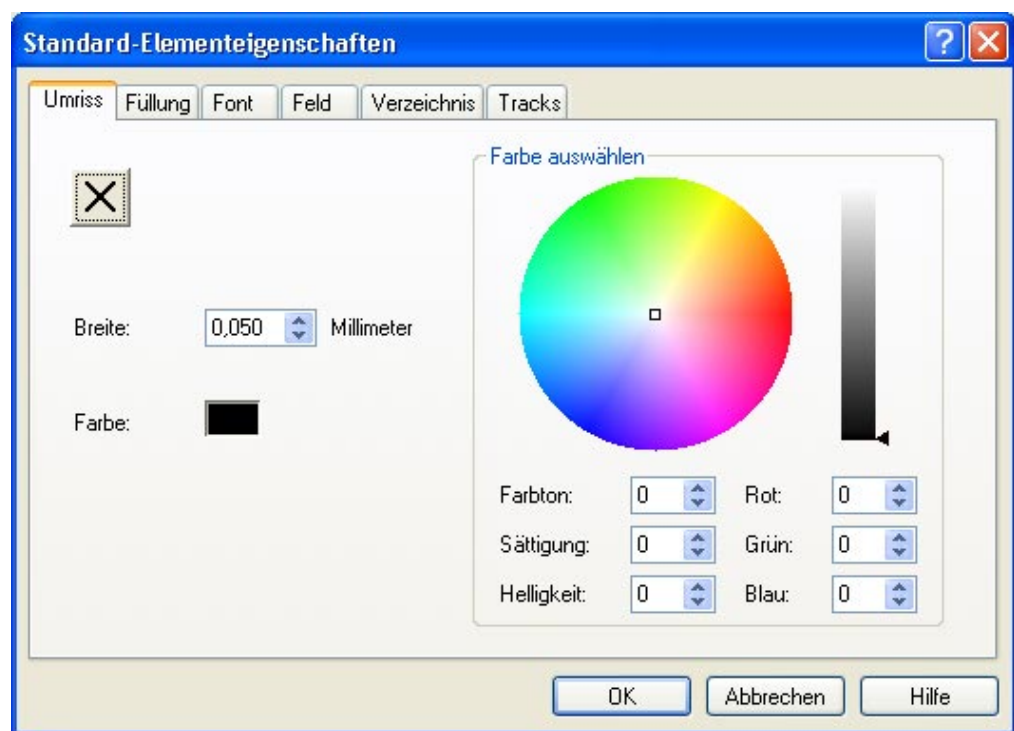 Standard-Elementeigenschaften
Umriss Füllung Font Feld Verzeichnis Tracks
Farbe auswählen
Breite: 0,050 Millimeter
Farbe:
Farbton: 0 Rot: 0
Sättigung: 0 Grün: 0
Helligkeit: 0 Blau: 0
OK Abbrechen Hilfe